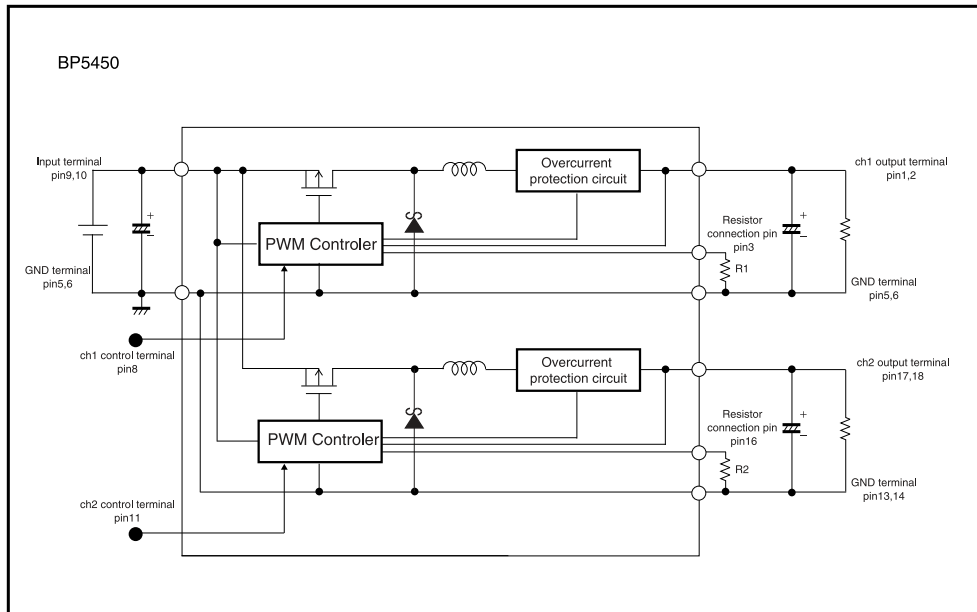 BP5450
Input terminal
pin9,10
Overcurrent
protection circuit
ch1 output terminal
pin1,2
+
-
PWM Controler
Resistor
connection pin
pin3
+
-
R1
GND terminal
pin5,6
GND terminal
pin5,6
ch1 control terminal
pin8
Overcurrent
protection circuit
ch2 output terminal
pin17,18
PWM Controler
Resistor
connection pin
pin16
+
-
R2
GND terminal
pin13,14
ch2 control terminal
pin11